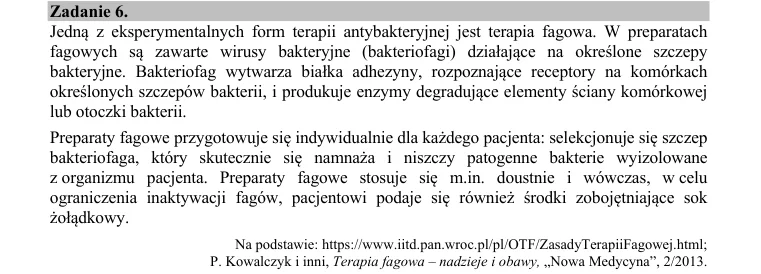 Zadanie 6.
Jedną z eksperymentalnych form terapii antybakteryjnej jest terapia fagowa. W preparatach
fagowych są zawarte wirusy bakteryjne (bakteriofagi) działające na określone szczepy
bakteryjne. Bakteriofag wytwarza białka adhezyny, rozpoznające receptory na komórkach
określonych szczepów bakterii, i produkuje enzymy degradujące elementy ściany komórkowej
lub otoczki bakterii.
Preparaty fagowe przygotowuje się indywidualnie dla każdego pacjenta: selekcjonuje się szczep
bakteriofaga, który skutecznie się namnaża i niszczy patogenne bakterie wyizolowane
z organizmu pacjenta. Preparaty fagowe stosuje się m.in. doustnie i wówczas, w celu
ograniczenia inaktywacji fagów, pacjentowi podaje się również środki zobojętniające sok
żołądkowy.
Na podstawie: https://www.iitd.pan.wroc.pl/pl/OTF/ZasadyTerapiiFagowej.html;
P. Kowalczyk i inni, Terapia fagowa – nadzieje i obawy, „Nowa Medycyna”, 2/2013.